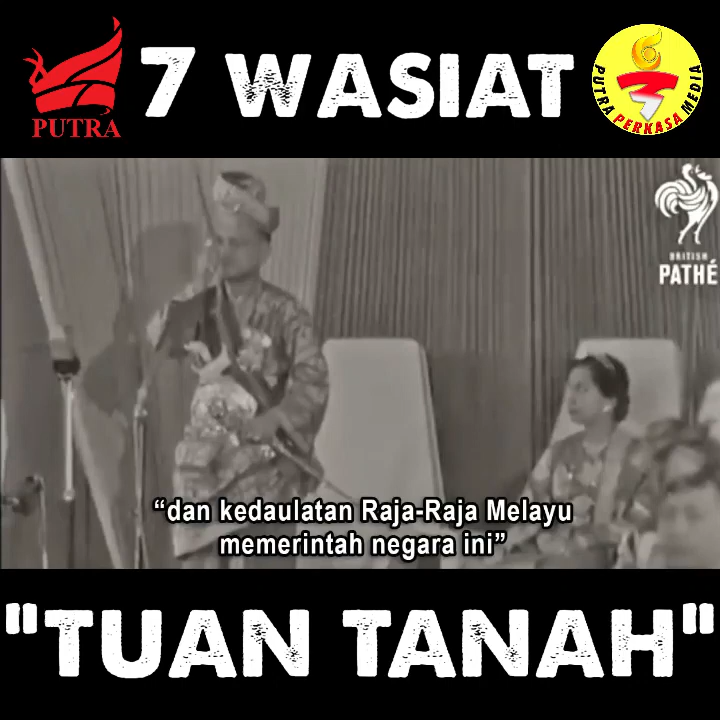 7 WASIAT
PUTRA
PUTRA PERKASA MEDIA
BRITISH
PATHÉ
“dan kedaulatan Raja-Raja Melayu
memerintah negara ini”
"TUAN TANAH"